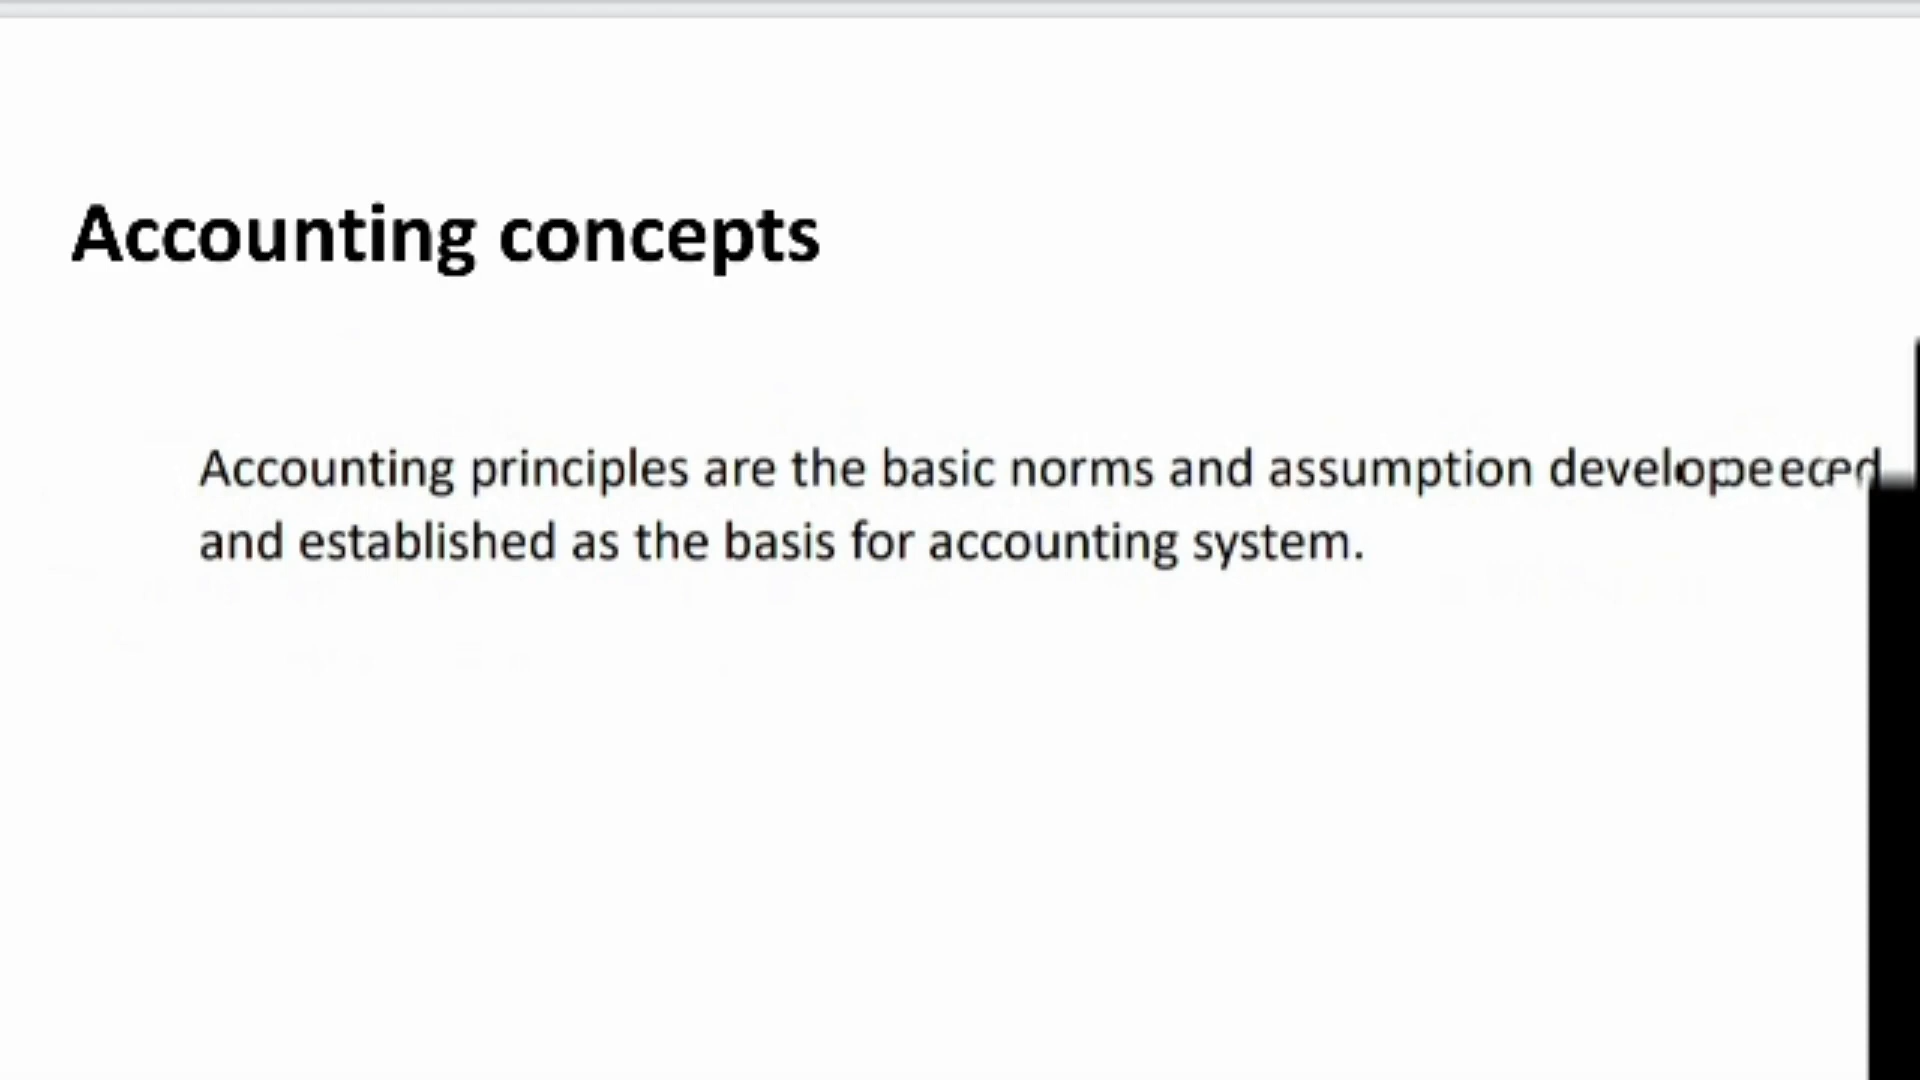 Accounting concepts
Accounting principles are the basic norms and assumption
and established as the basis for accounting system.